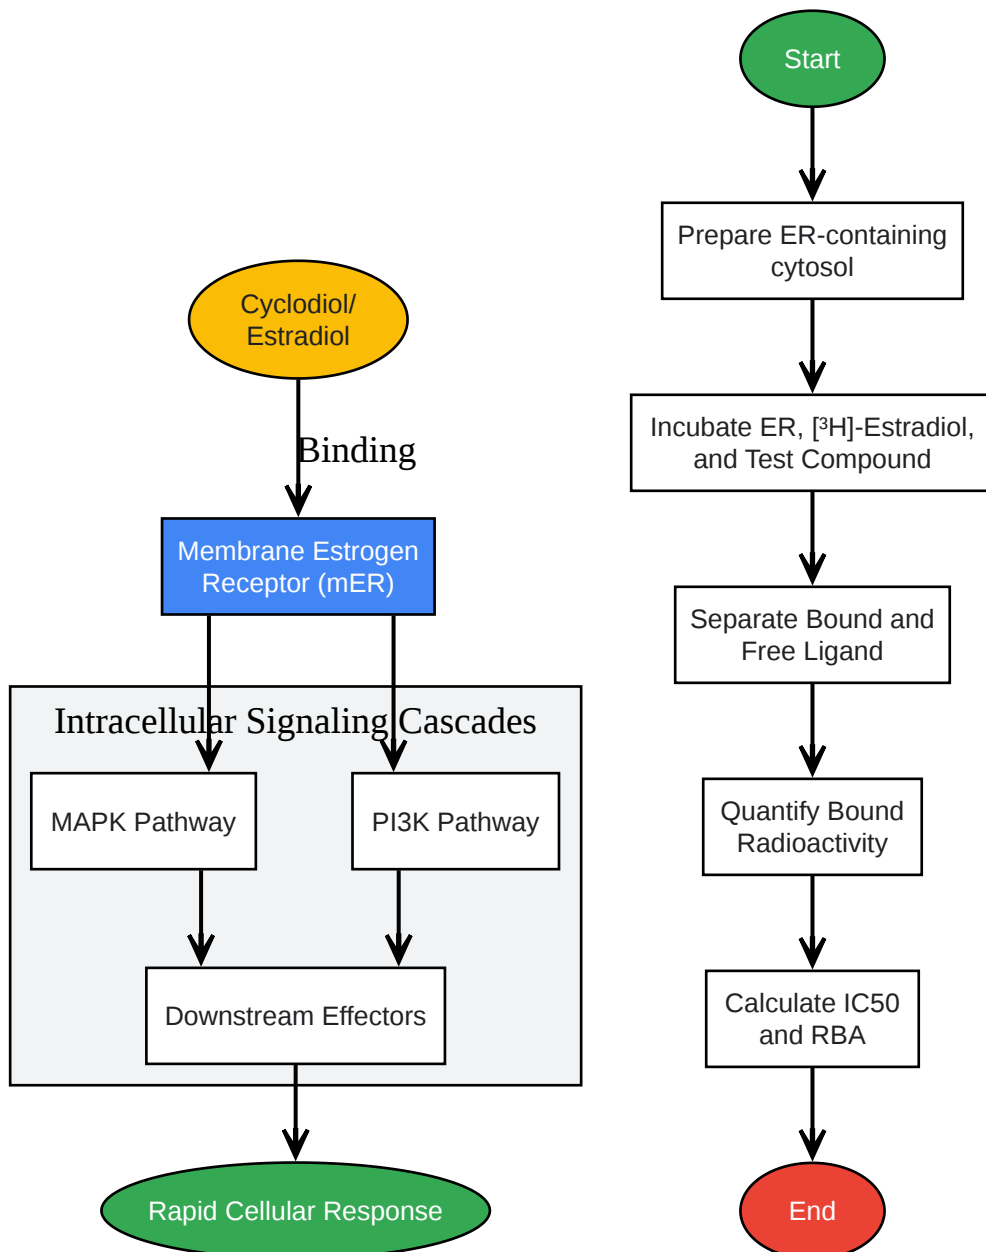 Cyclodiol/
Estradiol
Binding
Membrane Estrogen
Receptor (mER)
Intracellular Signaling Cascades
MAPK Pathway
PI3K Pathway
Downstream Effectors
Rapid Cellular Response
Start
Prepare ER-containing
cytosol
Incubate ER, [³H]-Estradiol,
and Test Compound
Separate Bound and
Free Ligand
Quantify Bound
Radioactivity
Calculate IC50
and RBA
End